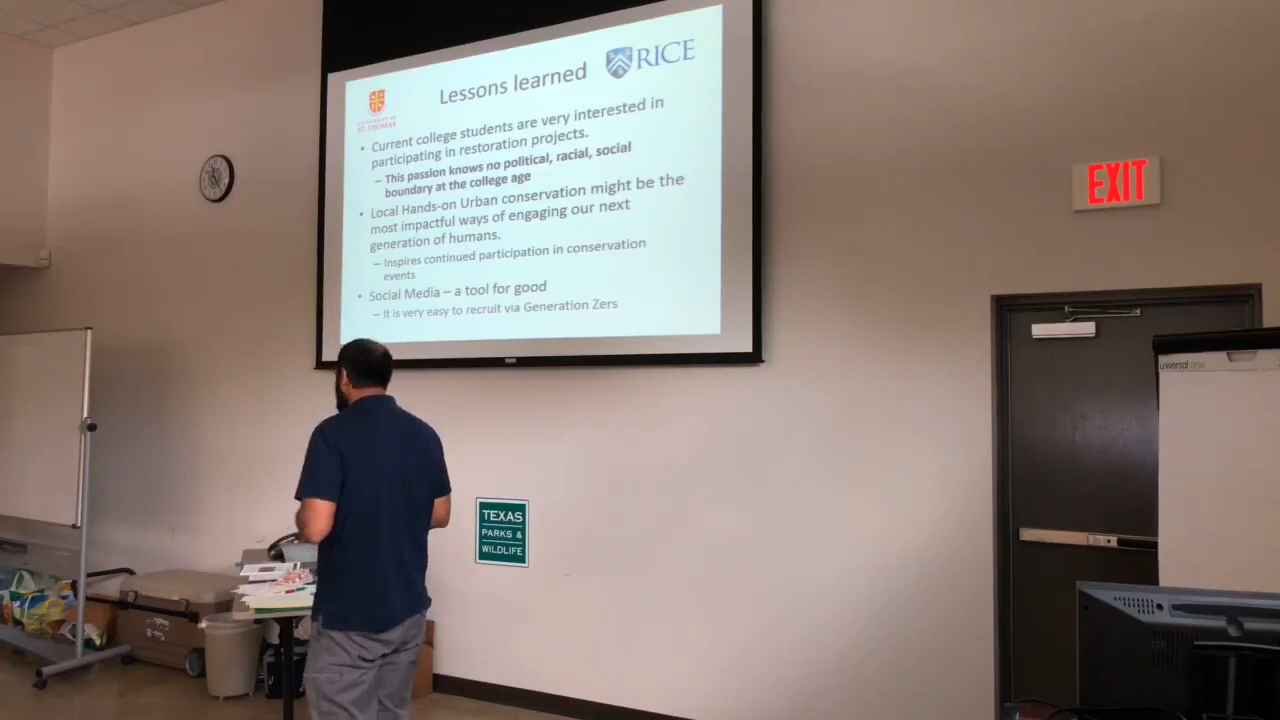 Lessons learned
RICE
UNIVERSITY OF
ST. THOMAS
• Current college students are very interested in
participating in restoration projects.
– This passion knows no political, racial, social
boundary at the college age
• Local Hands-on Urban conservation might be the
most impactful ways of engaging our next
generation of humans.
– Inspires continued participation in conservation
events
• Social Media – a tool for good
– It is very easy to recruit via Generation Zers
EXIT
universal one
TEXAS
PARKS &
WILDLIFE